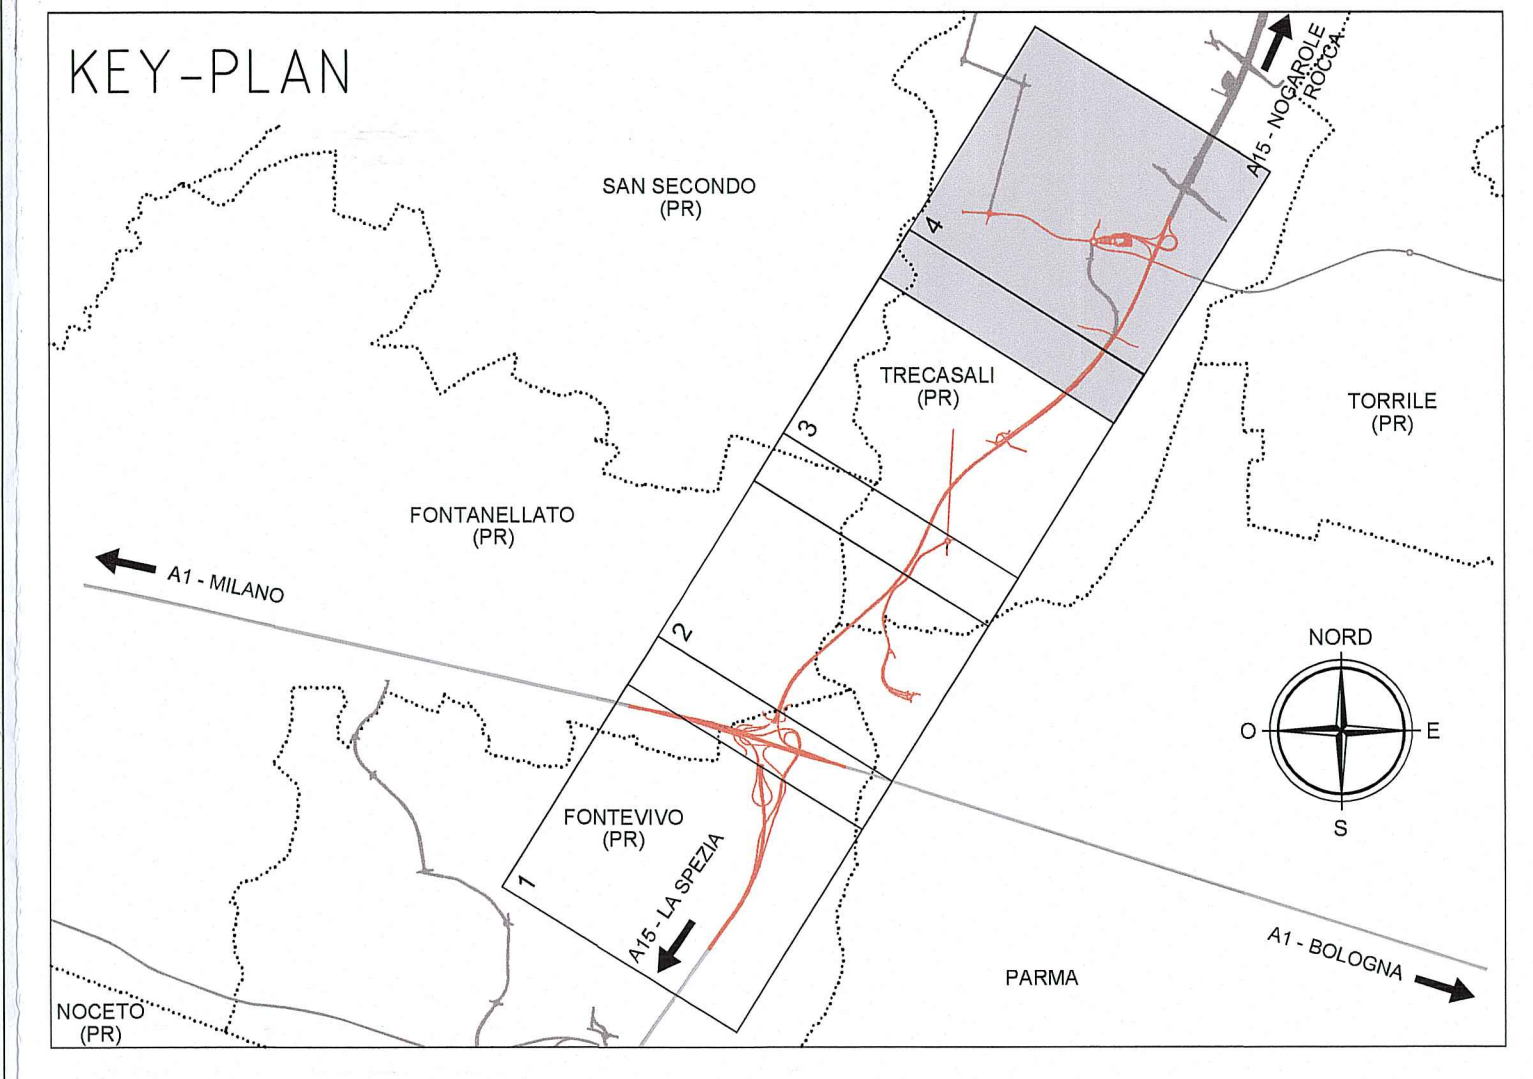 KEY-PLAN
A15 - NOGAROLE
ROCCA
SAN SECONDO
(PR)
4
TRECASALI
(PR)
TORRILE
(PR)
3
FONTANELLATO
(PR)
A1 - MILANO
2
NORD
O
E
S
FONTEVIVO
(PR)
1
A15 - LA SPEZIA
A1 - BOLOGNA
PARMA
NOCETO
(PR)